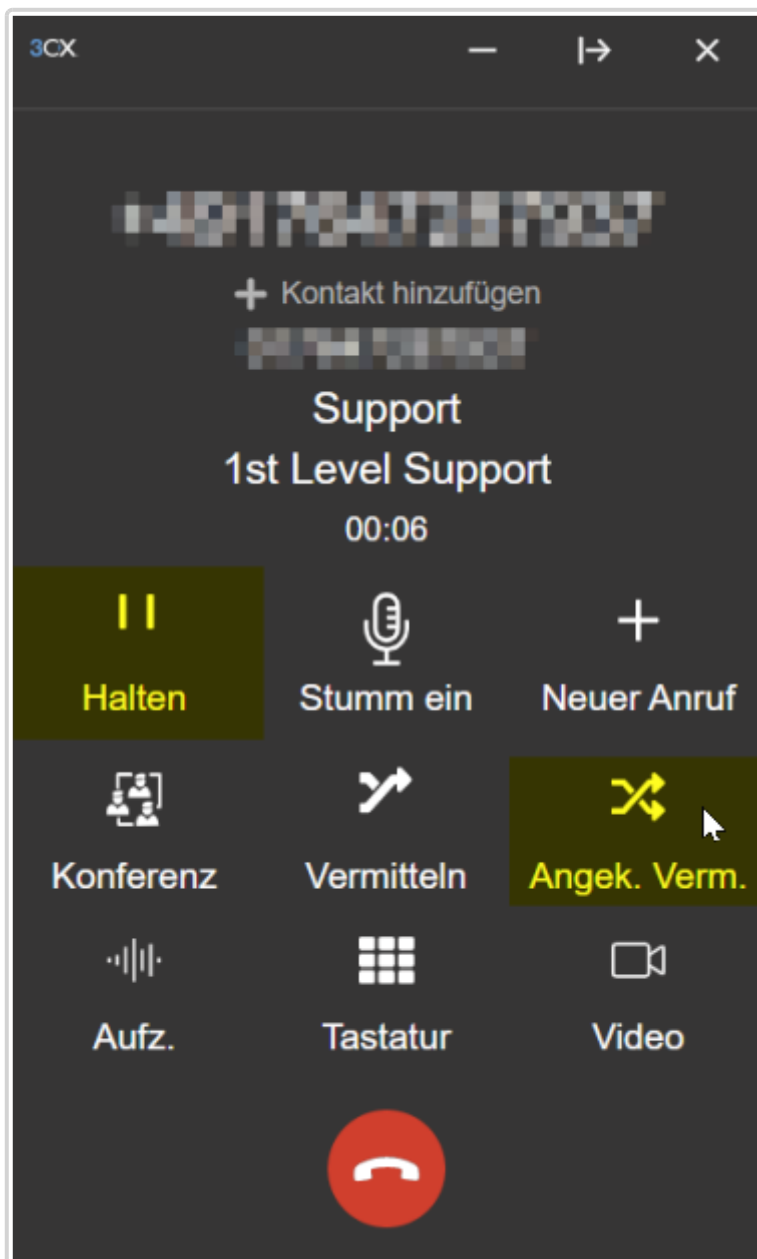 3CX
Kontakt hinzufügen
Support
1st Level Support
00:06
Halten Stumm ein Neuer Anruf
Konferenz Vermitteln Angek. Verm.
Aufz. Tastatur Video